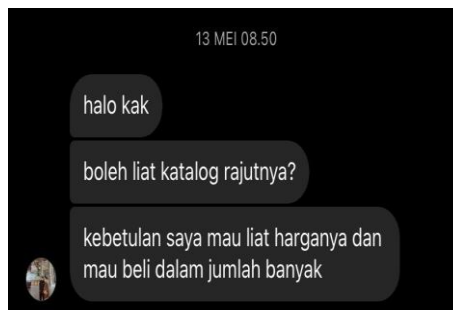 13 MEI 08.50
halo kak
boleh liat katalog rajutnya?
kebetulan saya mau liat harganya dan
mau beli dalam jumlah banyak